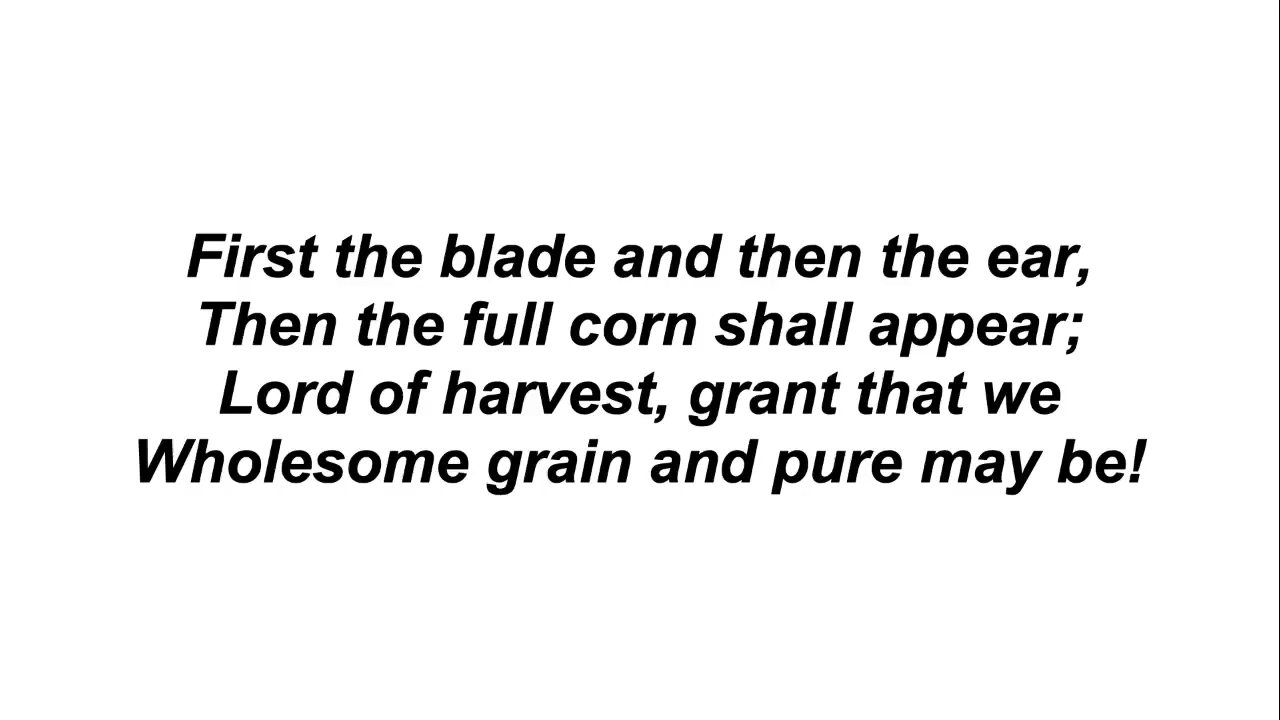 First the blade and then the ear,
Then the full corn shall appear;
Lord of harvest, grant that we
Wholesome grain and pure may be!